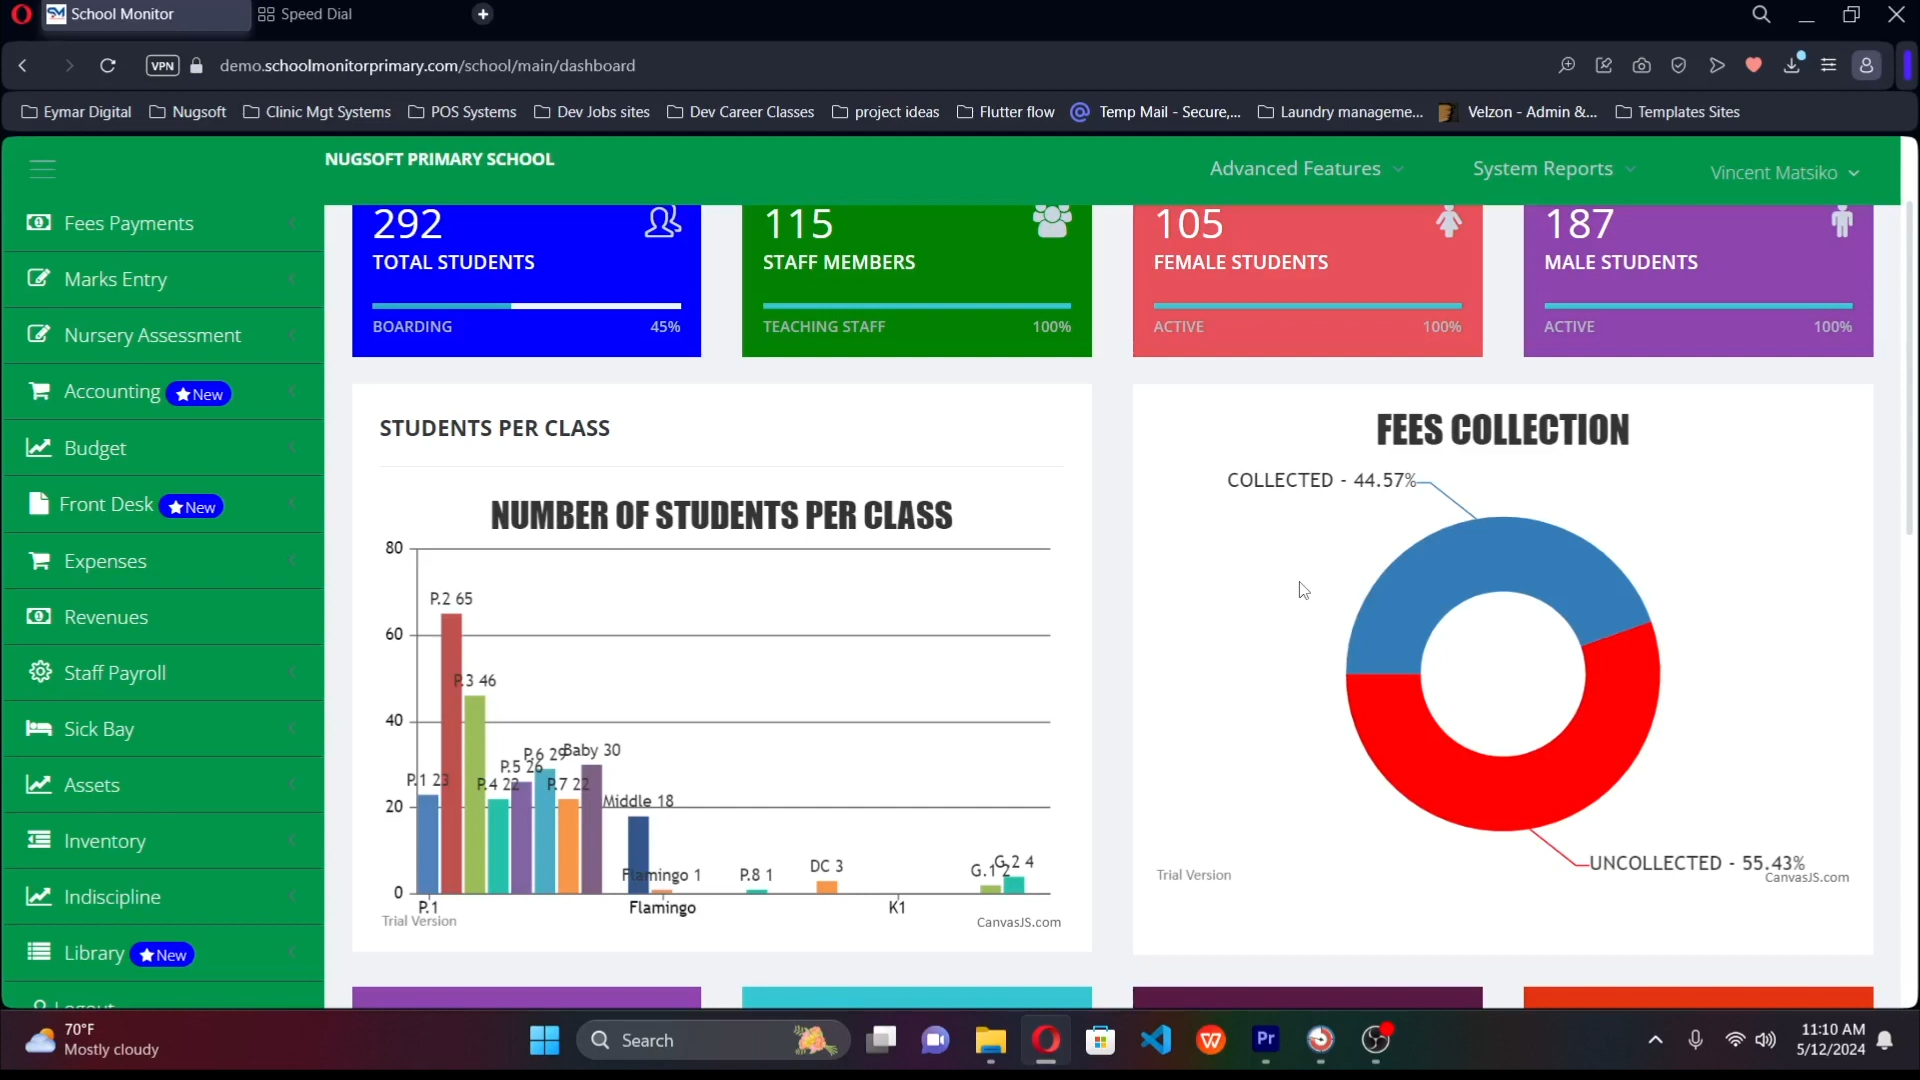 School Monitor
Speed Dial
VPN
demo.schoolmonitorprimary.com/school/main/dashboard
Eymar Digital
Nugsoft
Clinic Mgt Systems
POS Systems
Dev Jobs sites
Dev Career Classes
project ideas
Flutter flow
Temp Mail - Secure,...
Laundry manageme...
Velzon - Admin &...
Templates Sites
NUGSOFT PRIMARY SCHOOL
Advanced Features
System Reports
Vincent Matsiko
Fees Payments
Marks Entry
Nursery Assessment
Accounting New
Budget
Front Desk New
Expenses
Revenues
Staff Payroll
Sick Bay
Assets
Inventory
Indiscipline
Library New
Logout
292
TOTAL STUDENTS
BOARDING 45%
115
STAFF MEMBERS
TEACHING STAFF 100%
105
FEMALE STUDENTS
ACTIVE 100%
187
MALE STUDENTS
ACTIVE 100%
STUDENTS PER CLASS
NUMBER OF STUDENTS PER CLASS
80
60
40
20
0
P.1 23
P.2 65
P.3 46
P.4 22
P.5 26
P.6 29
P.7 22
Baby 30
Middle 18
Flamingo 1
P.8 1
DC 3
G.1 2
G.2 4
P.1
Flamingo
K1
Trial Version
CanvasJS.com
FEES COLLECTION
COLLECTED - 44.57%
UNCOLLECTED - 55.43%
Trial Version
CanvasJS.com
70°F
Mostly cloudy
Search
Pr
11:10 AM
5/12/2024